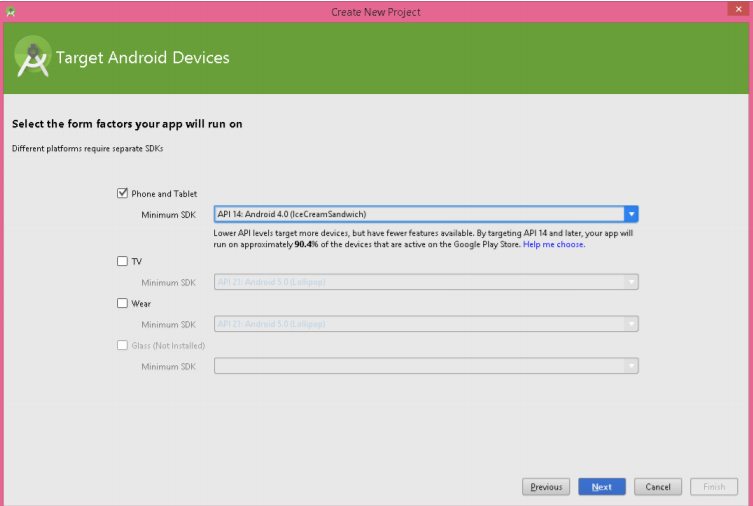 Create New Project
Target Android Devices
Select the form factors your app will run on
Different platforms require separate SDKs
Phone and Tablet
Minimum SDK
API 14: Android 4.0 (IceCreamSandwich)
Lower API levels target more devices, but have fewer features available. By targeting API 14 and later, your app will
run on approximately 90.4% of the devices that are active on the Google Play Store. Help me choose.
TV
Minimum SDK
API 21: Android 5.0 (Lollipop)
Wear
Minimum SDK
API 21: Android 5.0 (Lollipop)
Glass (Not Installed)
Minimum SDK
Previous
Next
Cancel
Finish